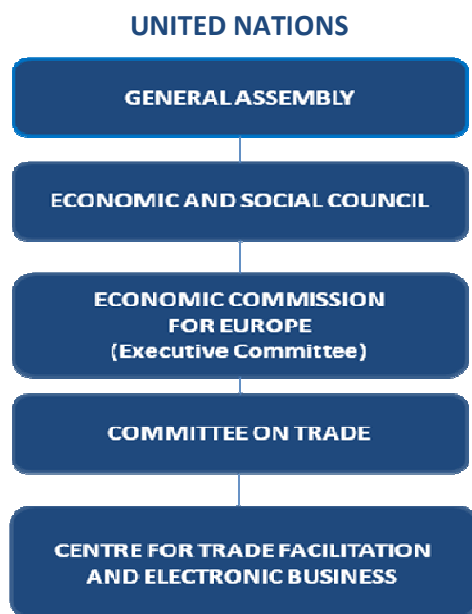 UNITED NATIONS
GENERAL ASSEMBLY
ECONOMIC AND SOCIAL COUNCIL
ECONOMIC COMMISSION
FOR EUROPE
(Executive Committee)
COMMITTEE ON TRADE
CENTRE FOR TRADE FACILITATION
AND ELECTRONIC BUSINESS